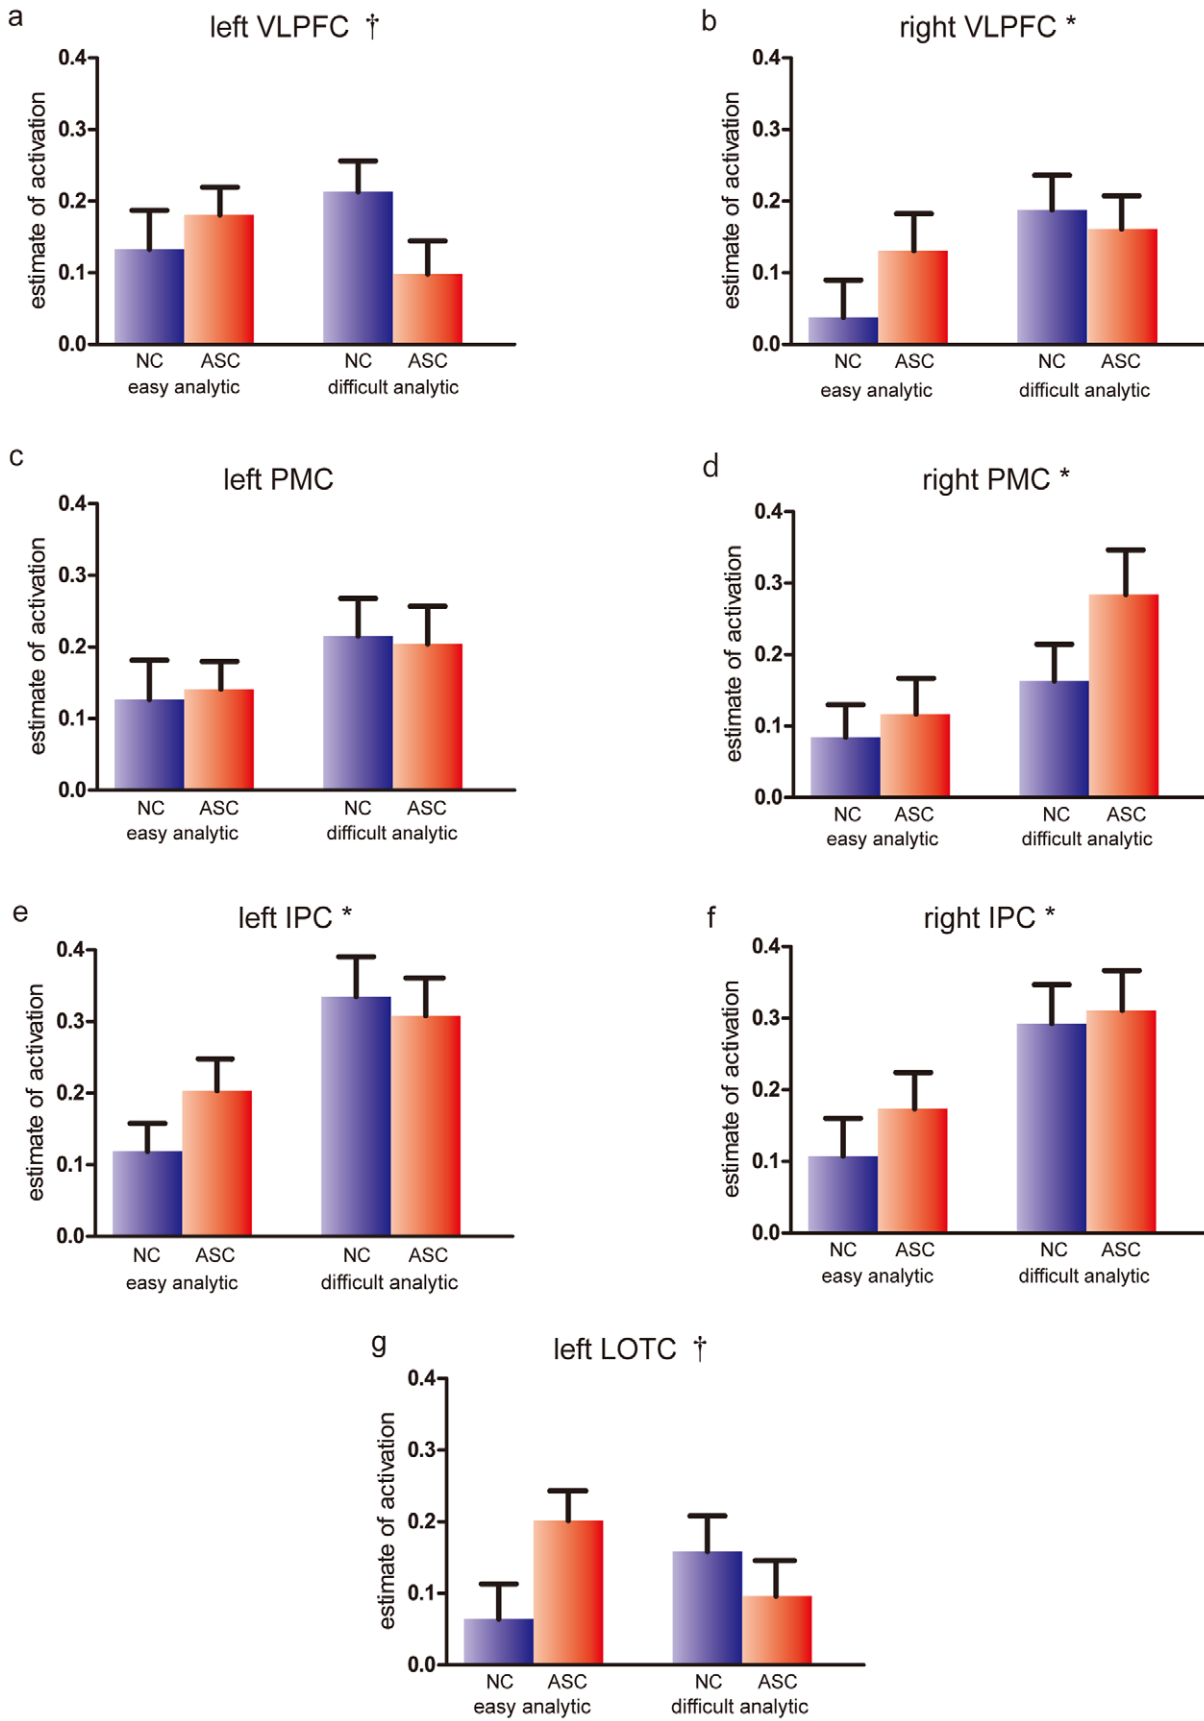 a
left VLPFC †
estimate of activation
0.4
0.3
0.2
0.1
0.0
NC ASC NC ASC
easy analytic difficult analytic
b
right VLPFC *
estimate of activation
0.4
0.3
0.2
0.1
0.0
NC ASC NC ASC
easy analytic difficult analytic
c
left PMC
estimate of activation
0.4
0.3
0.2
0.1
0.0
NC ASC NC ASC
easy analytic difficult analytic
d
right PMC *
estimate of activation
0.4
0.3
0.2
0.1
0.0
NC ASC NC ASC
easy analytic difficult analytic
e
left IPC *
estimate of activation
0.4
0.3
0.2
0.1
0.0
NC ASC NC ASC
easy analytic difficult analytic
f
right IPC *
estimate of activation
0.4
0.3
0.2
0.1
0.0
NC ASC NC ASC
easy analytic difficult analytic
g
left LOTC †
estimate of activation
0.4
0.3
0.2
0.1
0.0
NC ASC NC ASC
easy analytic difficult analytic